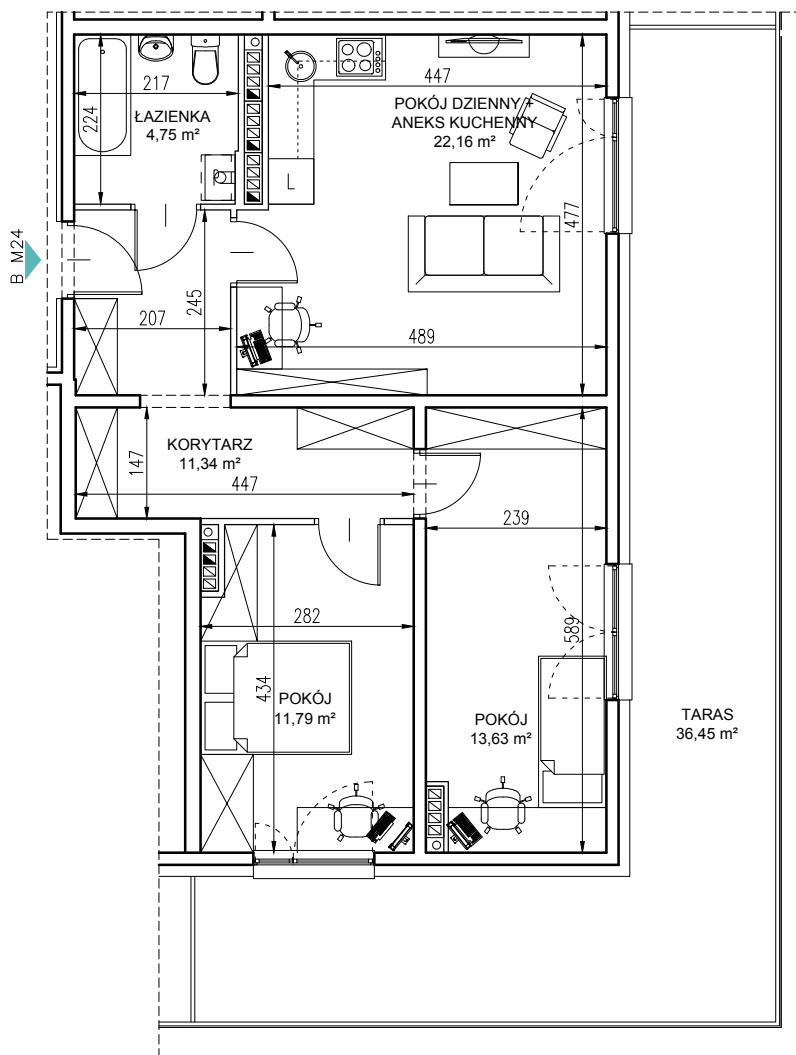 217
ŁAZIENKA
4,75 m²
224
447
POKÓJ DZIENNY +
ANEKS KUCHENNY
22,16 m²
L
477
B M24
245
207
489
KORYTARZ
11,34 m²
147
447
239
282
589
434
POKÓJ
11,79 m²
POKÓJ
13,63 m²
TARAS
36,45 m²